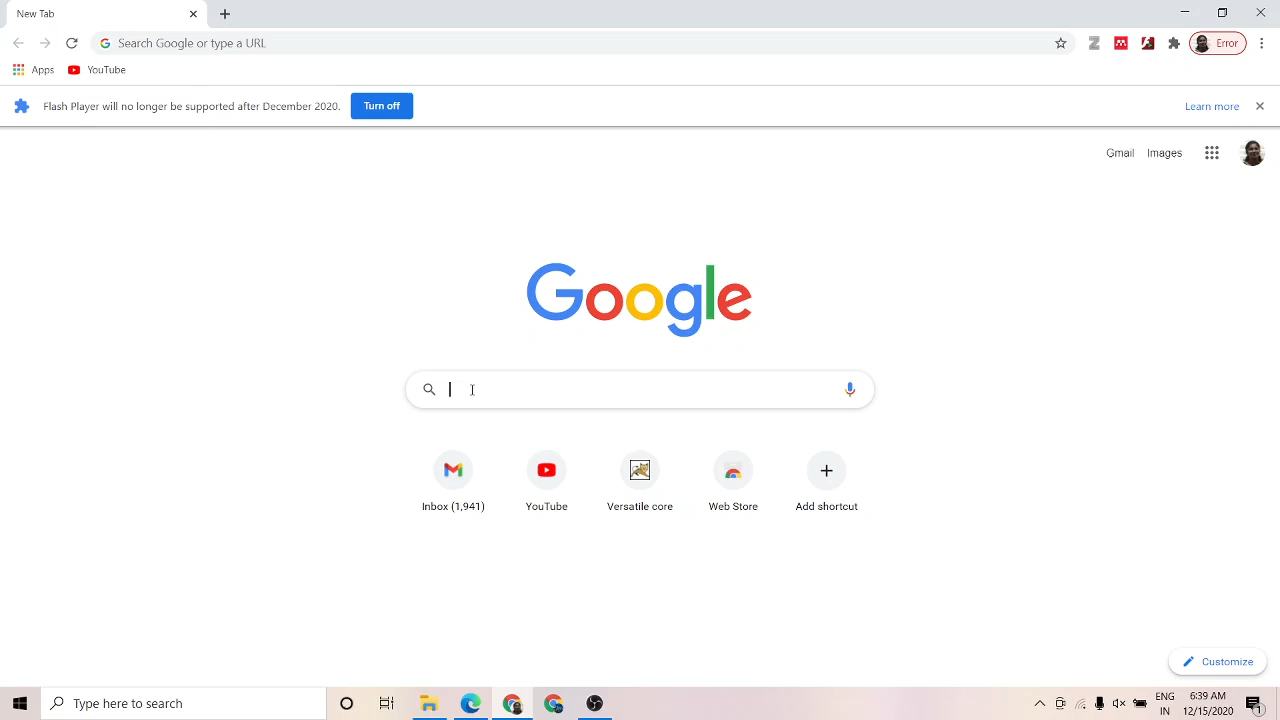 New Tab
Search Google or type a URL
Error
Apps
YouTube
Flash Player will no longer be supported after December 2020.
Turn off
Learn more
Gmail
Images
Google
Inbox (1,941)
YouTube
Versatile core
Web Store
Add shortcut
Customize
Type here to search
ENG
IN
6:39 AM
12/15/2020
1